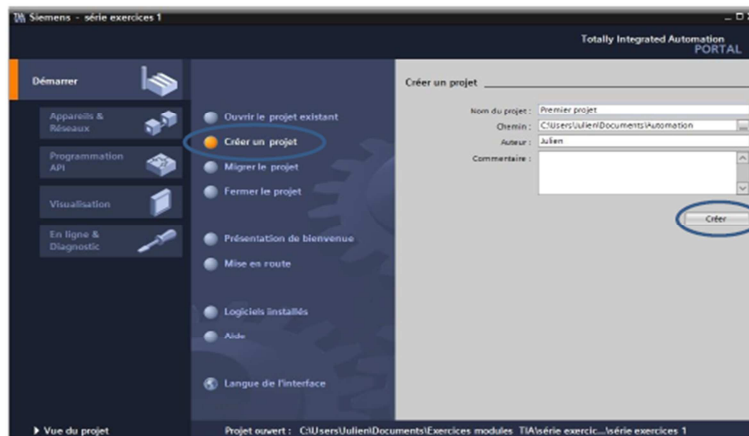 Siemens - série exercices 1
Totally Integrated Automation
PORTAL
Démarrer
Appareils &
Réseaux
Programmation
API
Visualisation
En ligne &
Diagnostic
Ouvrir le projet existant
Créer un projet
Migrer le projet
Fermer le projet
Présentation de bienvenue
Mise en route
Logiciels installés
Aide
Langue de l'interface
Créer un projet
Nom du projet : Premier projet
Chemin : C:\Users\Julien\Documents\Automation
Auteur : Julien
Commentaire :
Créer
Vue du projet
Projet ouvert : C:\Users\Julien\Documents\Exercices modules TIA\série exercic...\série exercices 1